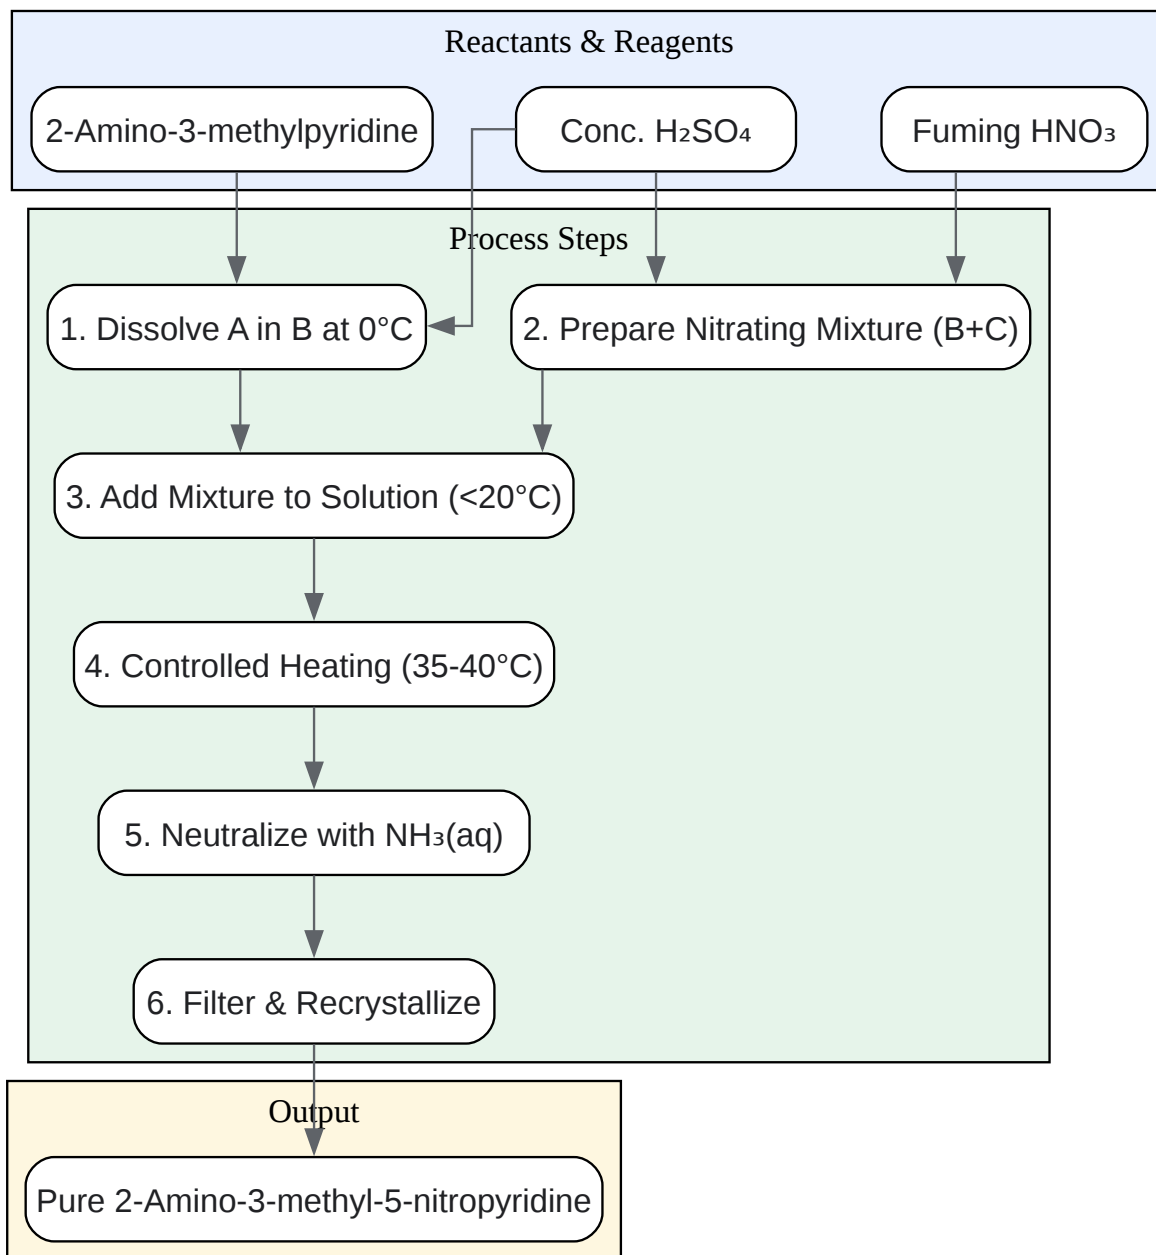 Reactants & Reagents
2-Amino-3-methylpyridine
Conc. H₂SO₄
Fuming HNO₃
Process Steps
1. Dissolve A in B at 0°C
2. Prepare Nitrating Mixture (B+C)
3. Add Mixture to Solution (<20°C)
4. Controlled Heating (35-40°C)
5. Neutralize with NH₃(aq)
6. Filter & Recrystallize
Output
Pure 2-Amino-3-methyl-5-nitropyridine